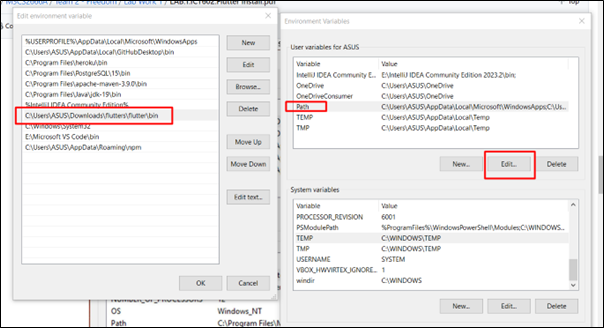 MSCS2006A / Team 2 - Freedom / Lab Work 1 / LAB.1.ICT602.Flutter Install.pdf
Top
Edit environment variable
%USERPROFILE%\AppData\Local\Microsoft\WindowsApps
C:\Users\ASUS\AppData\Local\GitHubDesktop\bin
C:\Program Files\heroku\bin
C:\Program Files\PostgreSQL\15\bin
C:\Program Files\apache-maven-3.9.0\bin
C:\Program Files\Java\jdk-19\bin
%IntelliJ IDEA Community Edition%
C:\Users\ASUS\Downloads\flutters\flutter\bin
C:\Windows\System32
E:\Microsoft VS Code\bin
C:\Users\ASUS\AppData\Roaming\npm
New
Edit
Browse...
Delete
Move Up
Move Down
Edit text...
OK
Cancel
Environment Variables
User variables for ASUS
Variable Value
IntelliJ IDEA Community E... E:\IntelliJ IDEA Community Edition 2023.2\bin;
OneDrive C:\Users\ASUS\OneDrive
OneDriveConsumer C:\Users\ASUS\OneDrive
Path C:\Users\ASUS\AppData\Local\Microsoft\WindowsApps;C:\Us...
TEMP C:\Users\ASUS\AppData\Local\Temp
TMP C:\Users\ASUS\AppData\Local\Temp
New... Edit... Delete
System variables
Variable Value
PROCESSOR_REVISION 6001
PSModulePath %ProgramFiles%\WindowsPowerShell\Modules;C:\WINDOWS...
TEMP C:\WINDOWS\TEMP
TMP C:\WINDOWS\TEMP
USERNAME SYSTEM
VBOX_HWVIRTEX_IGNORE... 1
windir C:\WINDOWS
New... Edit... Delete
NUMBER_OF_PROCESSORS 12
OS Windows_NT
Path